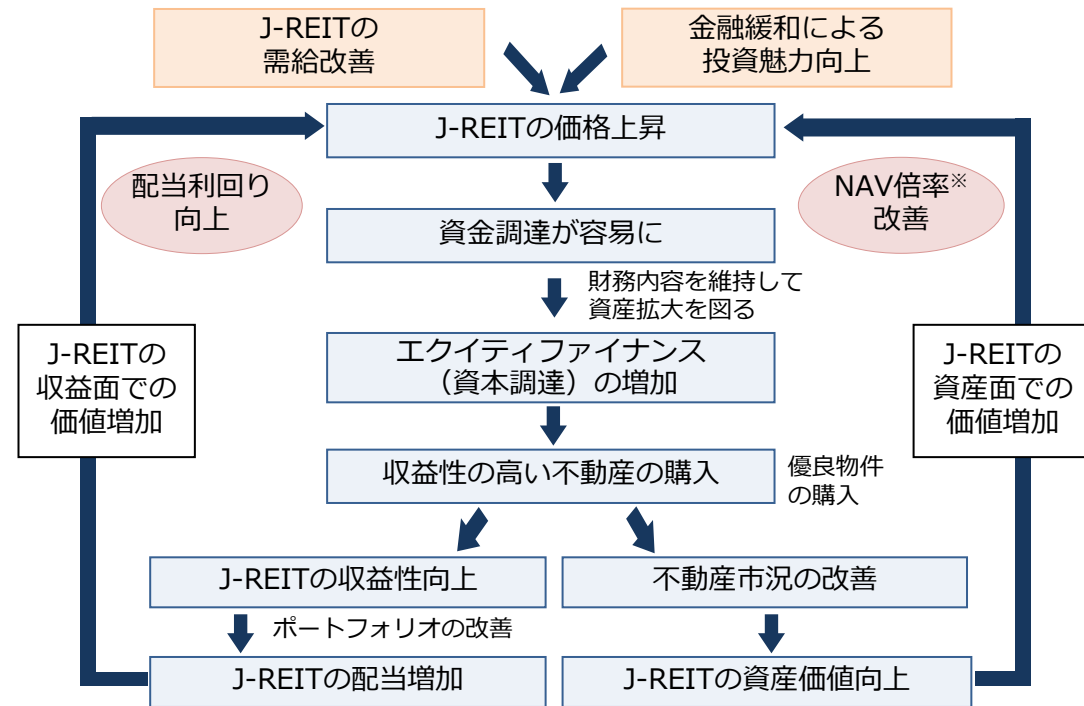 J-REITの
需給改善
金融緩和による
投資魅力向上
J-REITの価格上昇
配当利回り
向上
NAV倍率※
改善
資金調達が容易に
財務内容を維持して
資産拡大を図る
J-REITの
収益面での
価値増加
エクイティファイナンス
（資本調達）の増加
J-REITの
資産面での
価値増加
収益性の高い不動産の購入
優良物件
の購入
J-REITの収益性向上
不動産市況の改善
ポートフォリオの改善
J-REITの配当増加
J-REITの資産価値向上